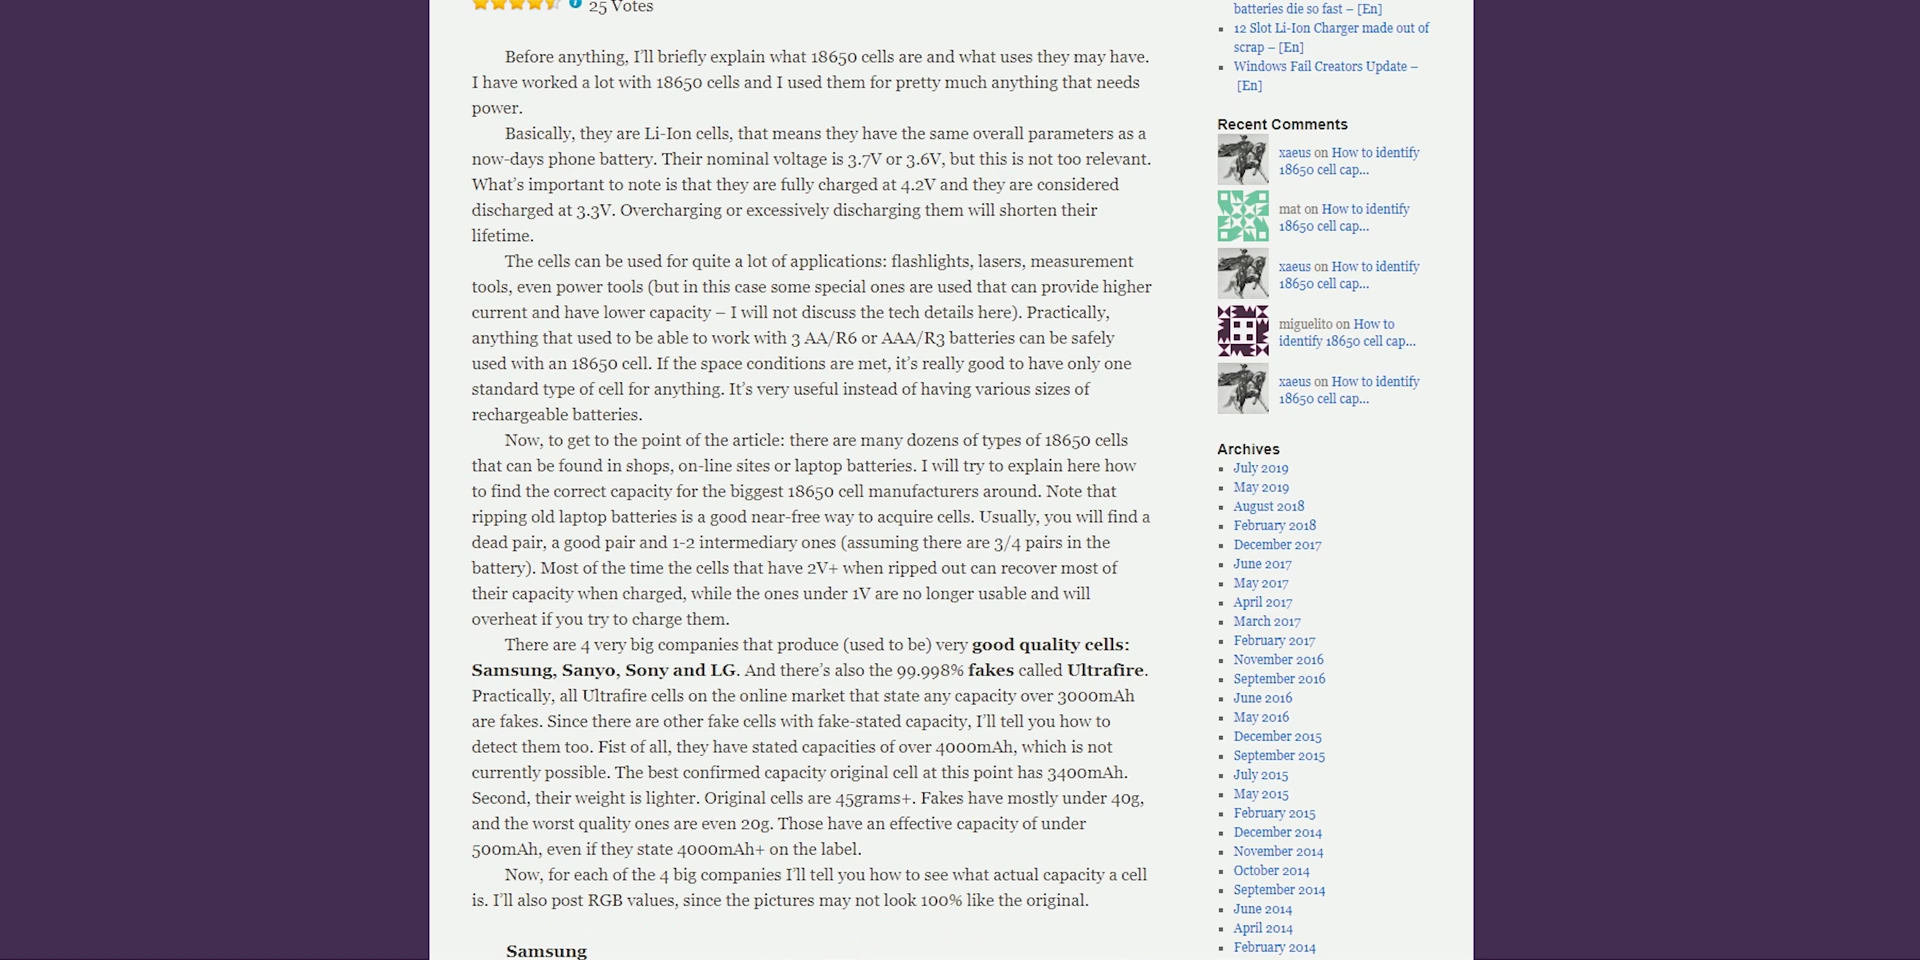 25 Votes
Before anything, I'll briefly explain what 18650 cells are and what uses they may have.
I have worked a lot with 18650 cells and I used them for pretty much anything that needs
power.
Basically, they are Li-Ion cells, that means they have the same overall parameters as a
now-days phone battery. Their nominal voltage is 3.7V or 3.6V, but this is not too relevant.
What's important to note is that they are fully charged at 4.2V and they are considered
discharged at 3.3V. Overcharging or excessively discharging them will shorten their
lifetime.
The cells can be used for quite a lot of applications: flashlights, lasers, measurement
tools, even power tools (but in this case some special ones are used that can provide higher
current and have lower capacity – I will not discuss the tech details here). Practically,
anything that used to be able to work with 3 AA/R6 or AAA/R3 batteries can be safely
used with an 18650 cell. If the space conditions are met, it's really good to have only one
standard type of cell for anything. It's very useful instead of having various sizes of
rechargeable batteries.
Now, to get to the point of the article: there are many dozens of types of 18650 cells
that can be found in shops, on-line sites or laptop batteries. I will try to explain here how
to find the correct capacity for the biggest 18650 cell manufacturers around. Note that
ripping old laptop batteries is a good near-free way to acquire cells. Usually, you will find a
dead pair, a good pair and 1-2 intermediary ones (assuming there are 3/4 pairs in the
battery). Most of the time the cells that have 2V+ when ripped out can recover most of
their capacity when charged, while the ones under 1V are no longer usable and will
overheat if you try to charge them.
There are 4 very big companies that produce (used to be) very good quality cells:
Samsung, Sanyo, Sony and LG. And there's also the 99.998% fakes called Ultrafire.
Practically, all Ultrafire cells on the online market that state any capacity over 3000mAh
are fakes. Since there are other fake cells with fake-stated capacity, I'll tell you how to
detect them too. Fist of all, they have stated capacities of over 4000mAh, which is not
currently possible. The best confirmed capacity original cell at this point has 3400mAh.
Second, their weight is lighter. Original cells are 45grams+. Fakes have mostly under 40g,
and the worst quality ones are even 20g. Those have an effective capacity of under
500mAh, even if they state 4000mAh+ on the label.
Now, for each of the 4 big companies I'll tell you how to see what actual capacity a cell
is. I'll also post RGB values, since the pictures may not look 100% like the original.
Samsung
batteries die so fast – [En]
12 Slot Li-Ion Charger made out of
scrap – [En]
Windows Fail Creators Update –
[En]
Recent Comments
xaeus on How to identify
18650 cell cap...
mat on How to identify
18650 cell cap...
xaeus on How to identify
18650 cell cap...
miguelito on How to
identify 18650 cell cap...
xaeus on How to identify
18650 cell cap...
Archives
July 2019
May 2019
August 2018
February 2018
December 2017
June 2017
May 2017
April 2017
March 2017
February 2017
November 2016
September 2016
June 2016
May 2016
December 2015
September 2015
July 2015
May 2015
February 2015
December 2014
November 2014
October 2014
September 2014
June 2014
April 2014
February 2014